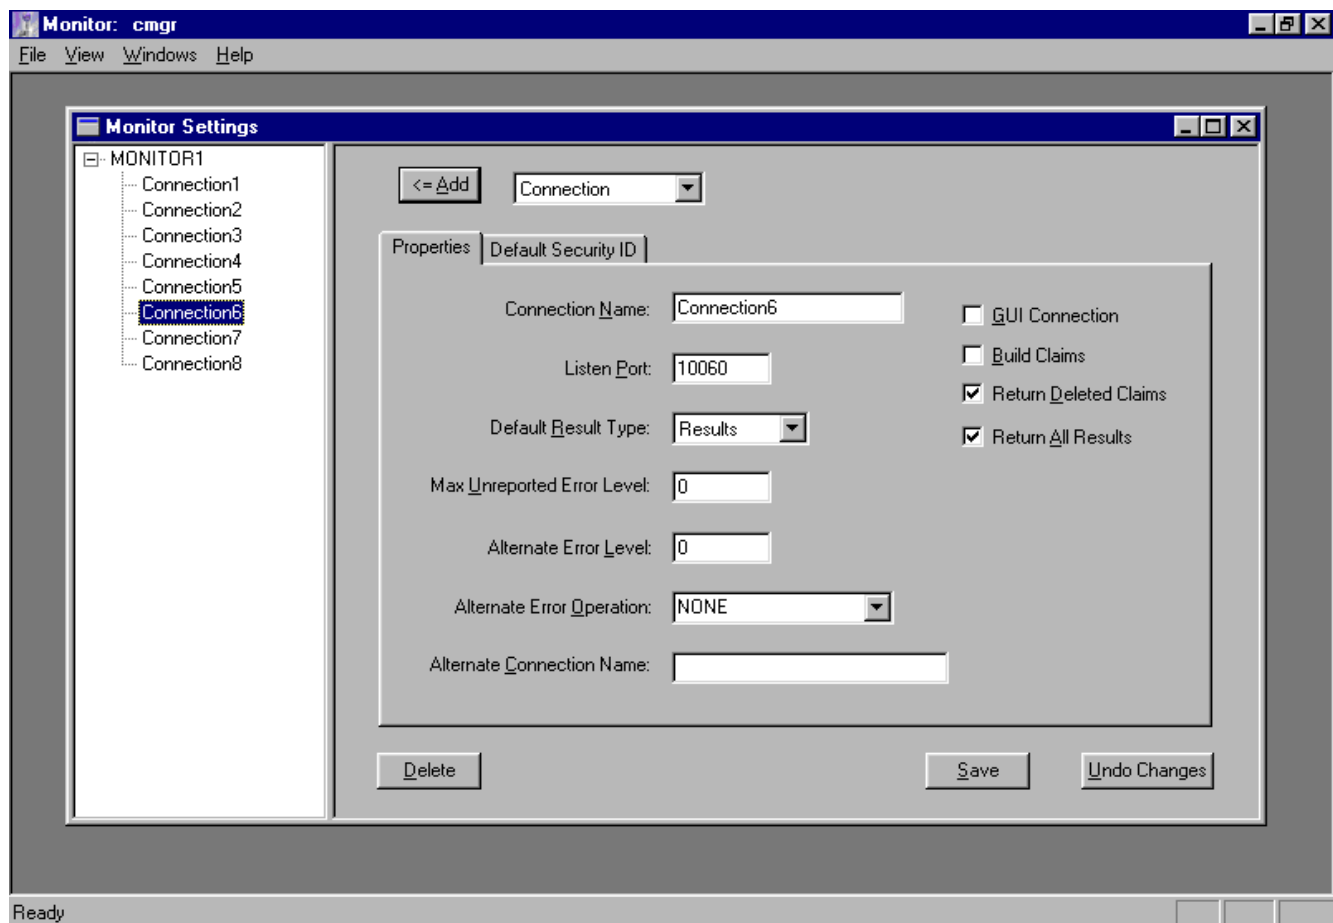 Monitor: cmgr
File View Windows Help
Monitor Settings
MONITOR1
Connection1
Connection2
Connection3
Connection4
Connection5
Connection6
Connection7
Connection8
<= Add Connection
Properties Default Security ID
Connection Name: Connection6
GUI Connection
Listen Port: 10060
Build Claims
Return Deleted Claims
Default Result Type: Results
Return All Results
Max Unreported Error Level: 0
Alternate Error Level: 0
Alternate Error Operation: NONE
Alternate Connection Name:
Delete Save Undo Changes
Ready